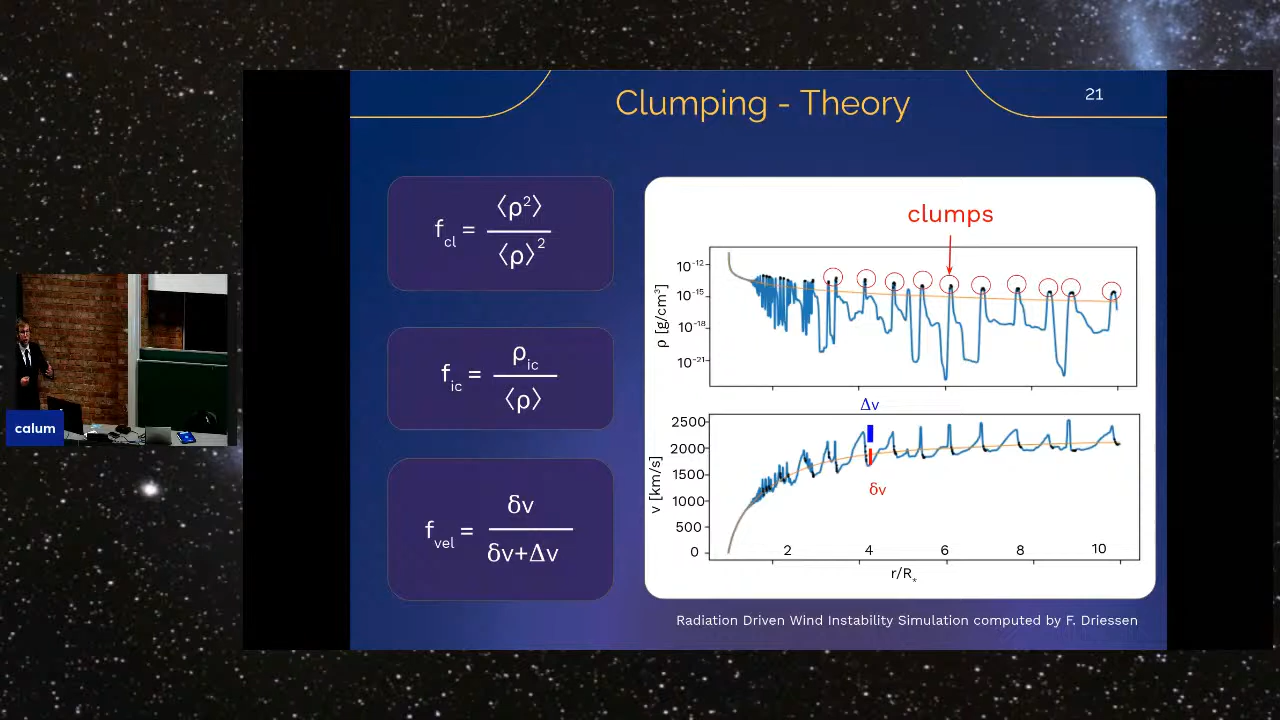 Clumping - Theory
21
f_cl = ⟨ρ²⟩ / ⟨ρ⟩²
f_ic = ρ_ic / ⟨ρ⟩
f_vel = δv / δv+Δv
clumps
ρ [g/cm³]
10⁻¹²
10⁻¹⁵
10⁻¹⁸
10⁻²¹
Δv
δv
v [km/s]
2500
2000
1500
1000
500
0
2 4 6 8 10
r/R*
Radiation Driven Wind Instability Simulation computed by F. Driessen
calum